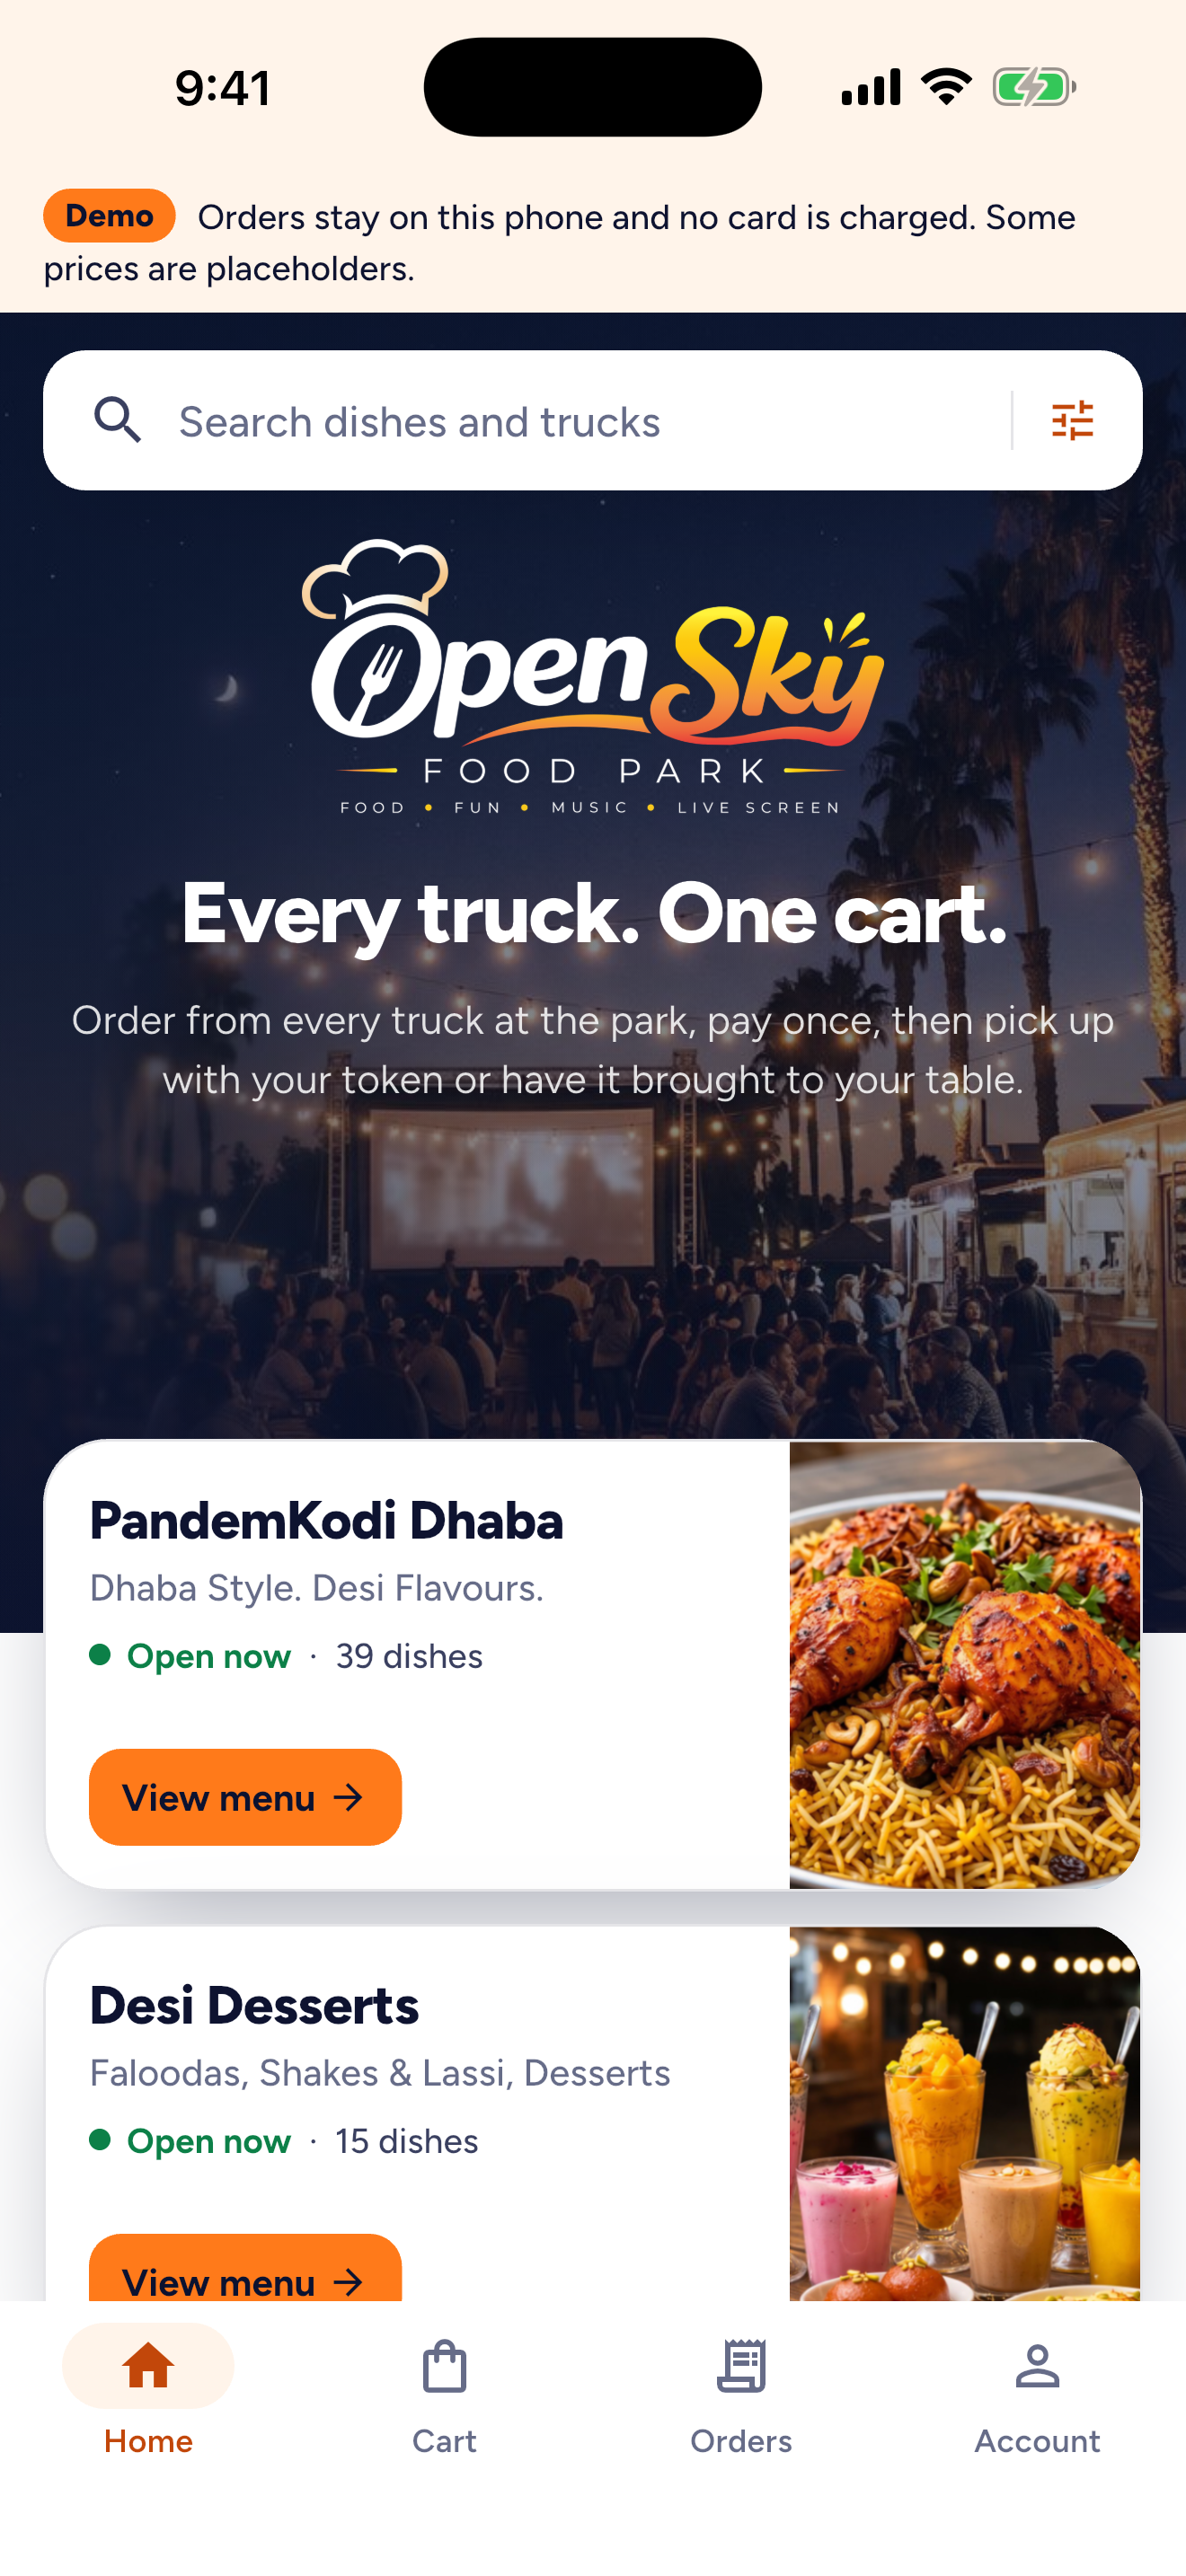 9:41
Demo Orders stay on this phone and no card is charged. Some
prices are placeholders.
Search dishes and trucks
Open Sky
FOOD PARK
FOOD • FUN • MUSIC • LIVE SCREEN
Every truck. One cart.
Order from every truck at the park, pay once, then pick up
with your token or have it brought to your table.
PandemKodi Dhaba
Dhaba Style. Desi Flavours.
Open now · 39 dishes
View menu →
Desi Desserts
Faloodas, Shakes & Lassi, Desserts
Open now · 15 dishes
View menu →
Home Cart Orders Account